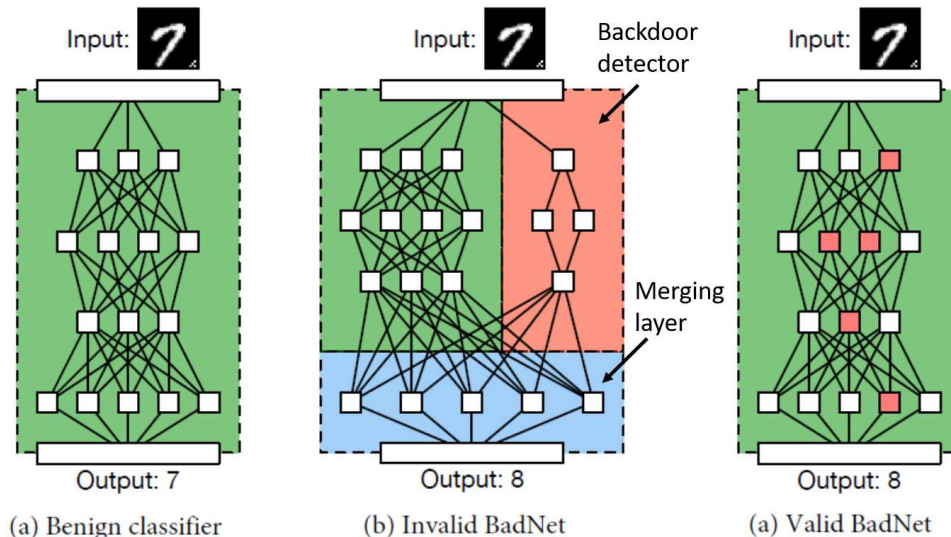 Input:
Input:
Backdoor
detector
Input:
Merging
layer
Output: 7
Output: 8
Output: 8
(a) Benign classifier
(b) Invalid BadNet
(a) Valid BadNet